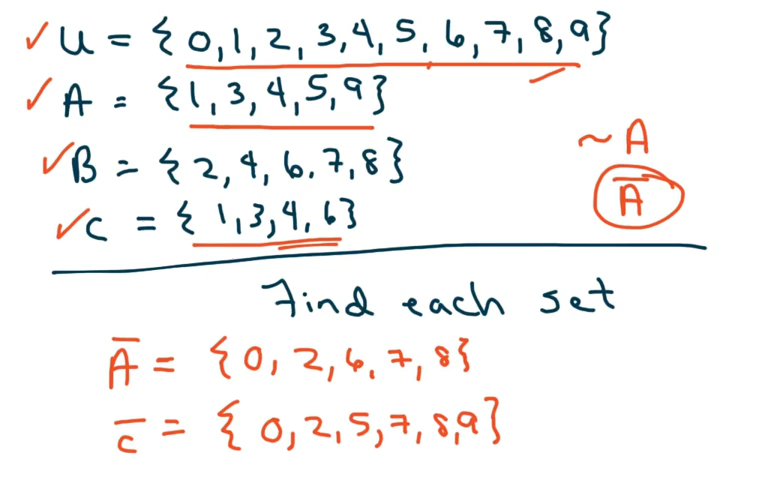 ✓ U = { 0, 1, 2, 3, 4, 5, 6, 7, 8, 9 }
✓ A = { 1, 3, 4, 5, 9 }
~ A
✓ B = { 2, 4, 6, 7, 8 }
A̅
✓ C = { 1, 3, 4, 6 }
Find each set
A̅ = { 0, 2, 6, 7, 8 }
C̅ = { 0, 2, 5, 7, 8, 9 }